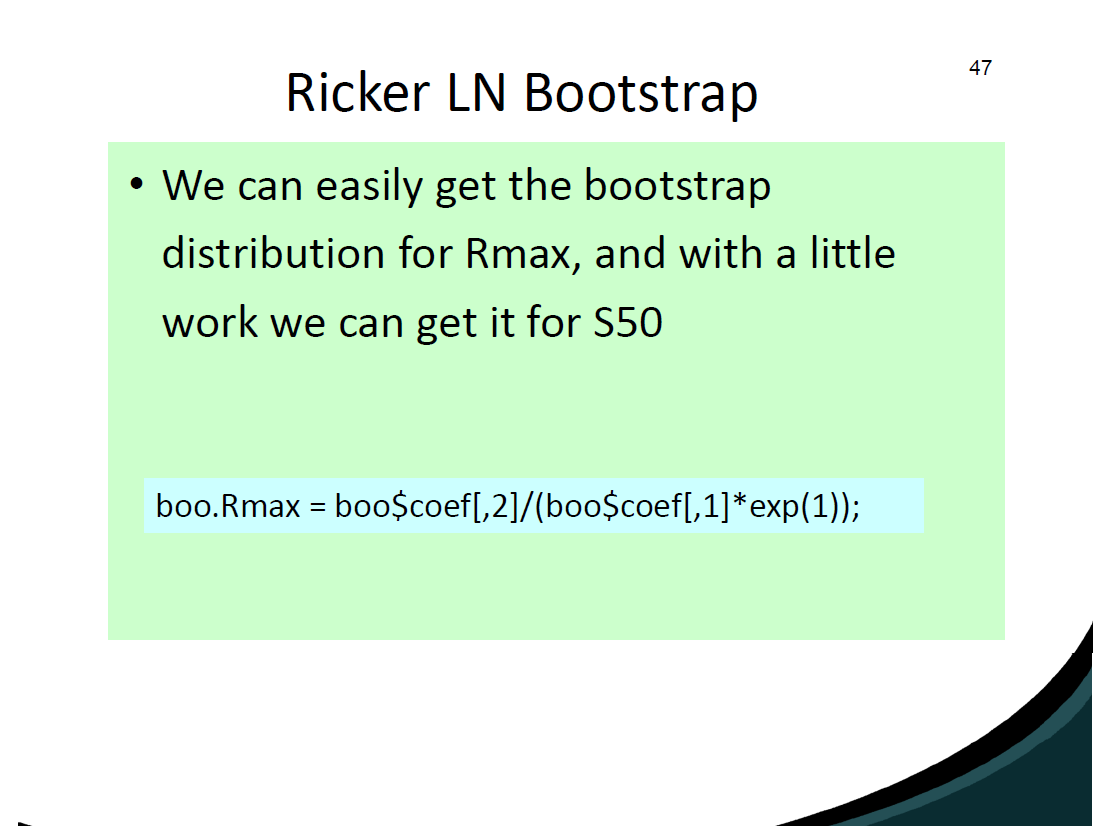 47
Ricker LN Bootstrap
• We can easily get the bootstrap
distribution for Rmax, and with a little
work we can get it for S50
boo.Rmax = boo$coef[,2]/(boo$coef[,1]*exp(1));